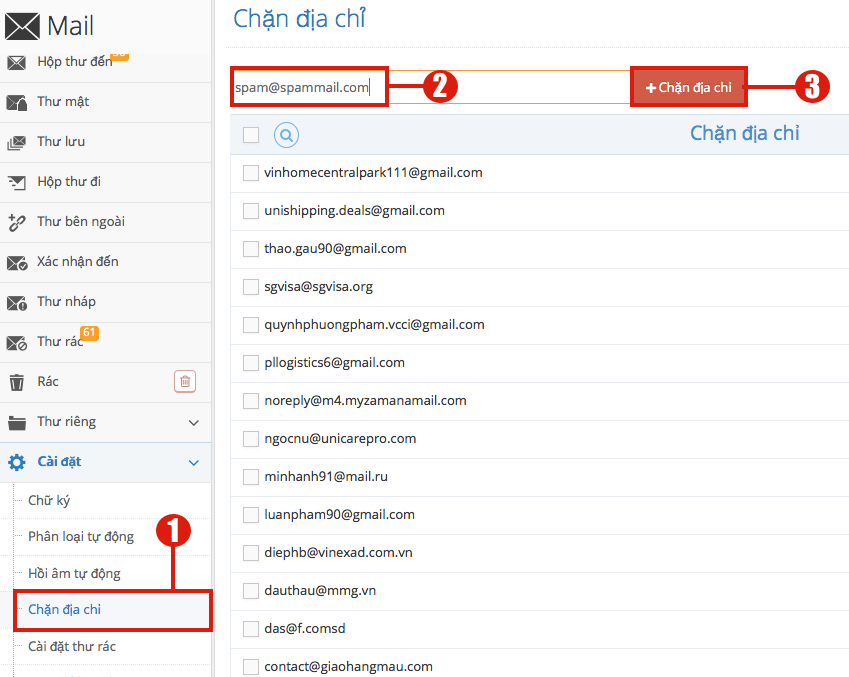 Mail
Hộp thư đến
Thư mật
Thư lưu
Hộp thư đi
Thư bên ngoài
Xác nhận đến
Thư nháp
Thư rác 61
Rác
Thư riêng
Cài đặt
Chữ ký
Phân loại tự động
1
Hồi âm tự động
Chặn địa chỉ
Cài đặt thư rác
Chặn địa chỉ
spam@spammail.com 2 +Chặn địa chỉ 3
Chặn địa chỉ
vinhomecentralpark111@gmail.com
unishipping.deals@gmail.com
thao.gau90@gmail.com
sgvisa@sgvisa.org
quynhphuongpham.vcci@gmail.com
pllogistics6@gmail.com
noreply@m4.myzamanamail.com
ngocnu@unicarepro.com
minhanh91@mail.ru
luanpham90@gmail.com
diephb@vinexad.com.vn
dauthau@mmg.vn
das@f.comsd
contact@giaohangmau.com